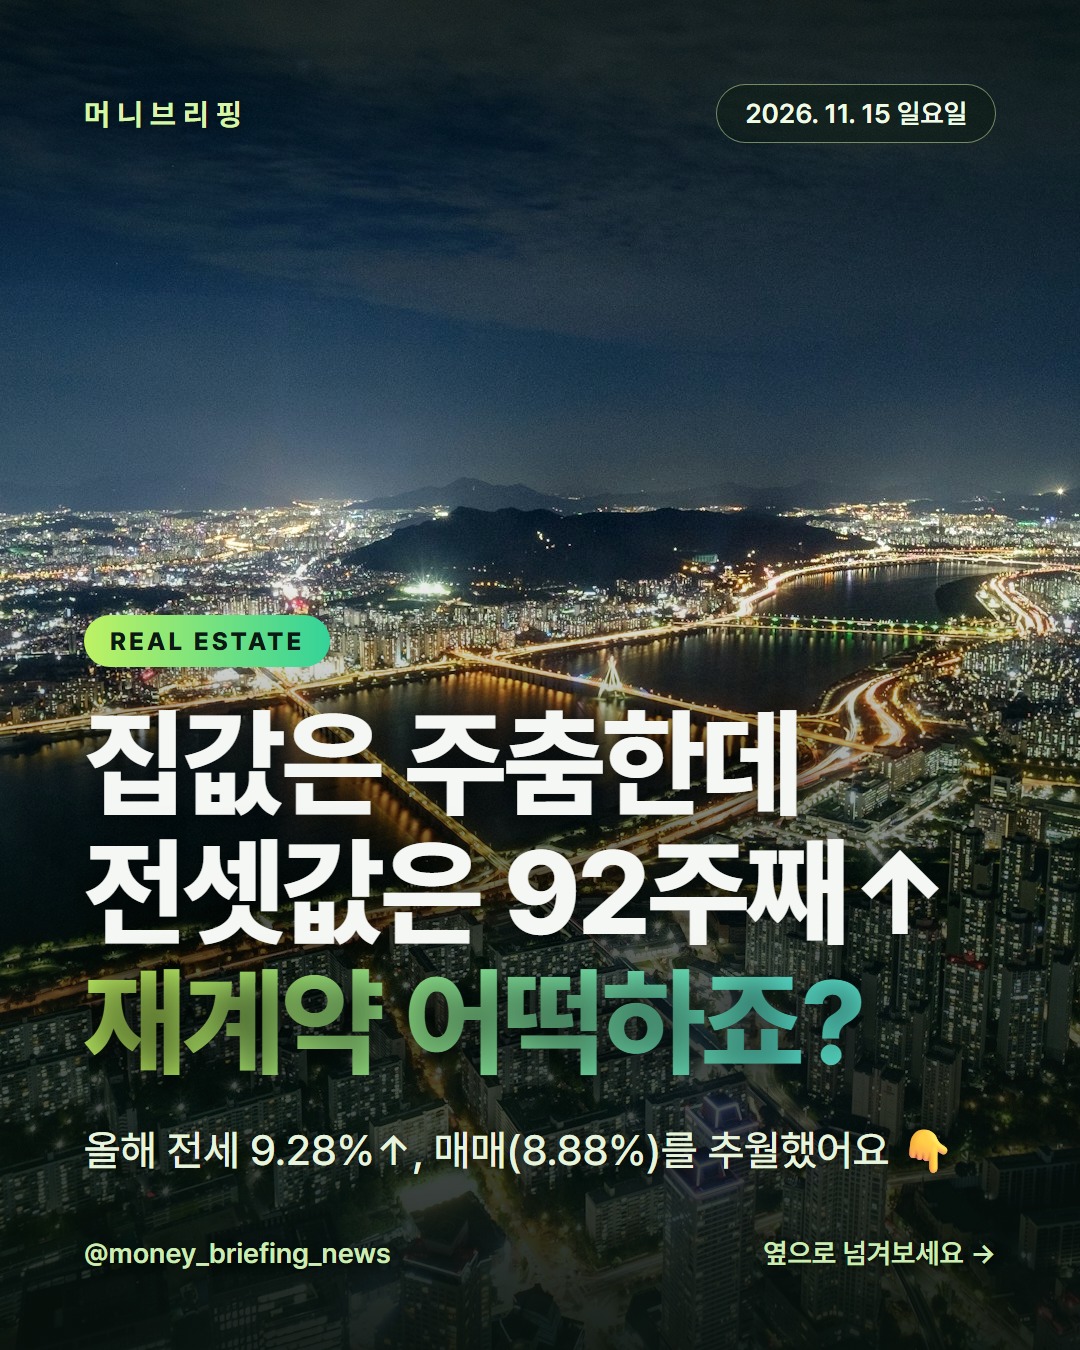 머니브리핑
2026. 11. 15 일요일
REAL ESTATE
집값은 주춤한데
전셋값은 92주째↑
재계약 어떡하죠?
올해 전세 9.28%↑, 매매(8.88%)를 추월했어요 👇
@money_briefing_news
옆으로 넘겨보세요 →